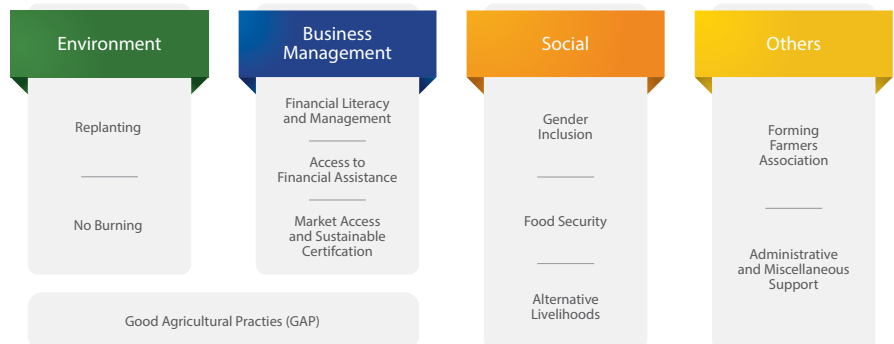 Environment
Replanting
No Burning
Business
Management
Financial Literacy
and Management
Access to
Financial Assistance
Market Access
and Sustainable
Certifcation
Good Agricultural Practies (GAP)
Social
Gender
Inclusion
Food Security
Alternative
Livelihoods
Others
Forming
Farmers
Association
Administrative
and Miscellaneous
Support